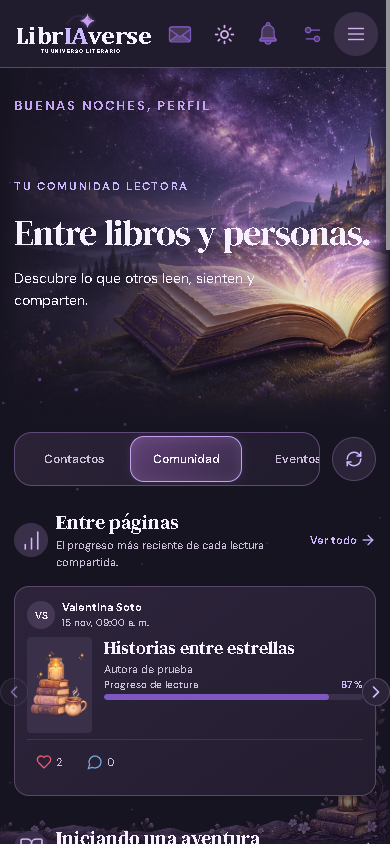 LibrIAverse
TU UNIVERSO LITERARIO
BUENAS NOCHES, PERFIL
TU COMUNIDAD LECTORA
Entre libros y personas.
Descubre lo que otros leen, sienten y
comparten.
Contactos
Comunidad
Eventos
Entre páginas
El progreso más reciente de cada lectura
compartida.
Ver todo
VS
Valentina Soto
15 nov, 09:00 a. m.
Historias entre estrellas
Autora de prueba
Progreso de lectura
87%
2
0
Iniciando una aventura